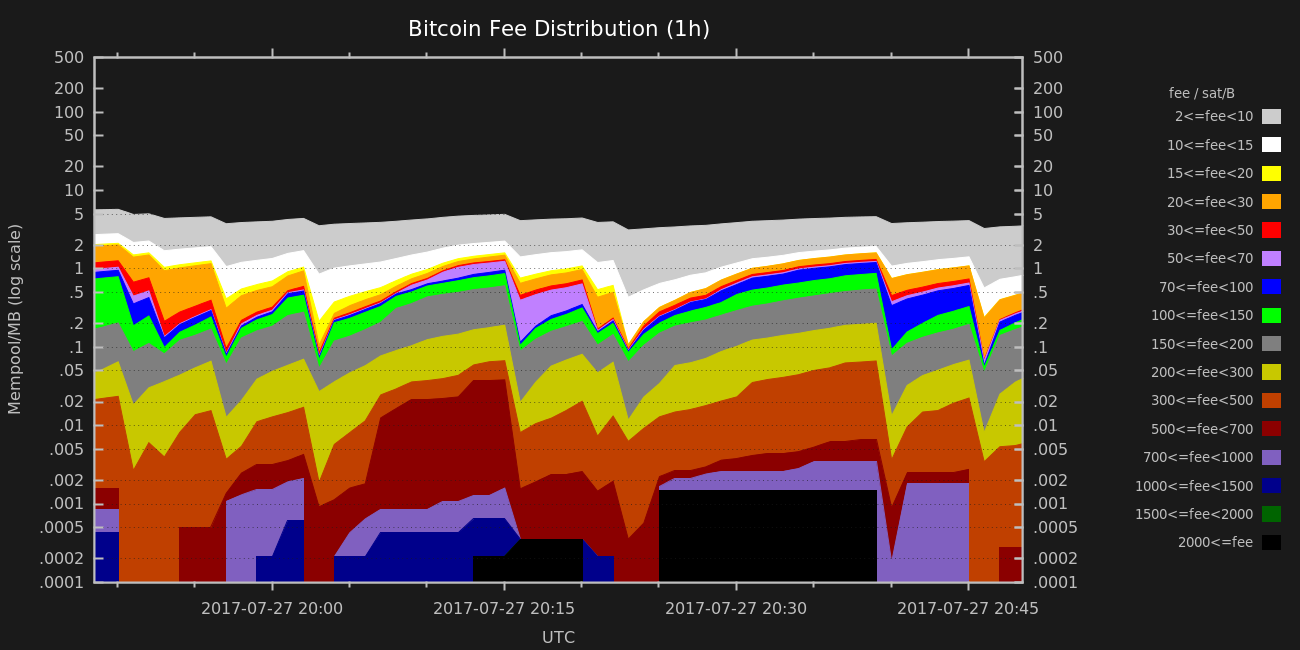 Bitcoin Fee Distribution (1h)
500
200
100
50
20
10
5
2
1
.5
.2
.1
.05
.02
.01
.005
.002
.001
.0005
.0002
.0001
Mempool/MB (log scale)
500
200
100
50
20
10
5
2
1
.5
.2
.1
.05
.02
.01
.005
.002
.001
.0005
.0002
.0001
2017-07-27 20:00
2017-07-27 20:15
2017-07-27 20:30
2017-07-27 20:45
UTC
fee / sat/B
2<=fee<10
10<=fee<15
15<=fee<20
20<=fee<30
30<=fee<50
50<=fee<70
70<=fee<100
100<=fee<150
150<=fee<200
200<=fee<300
300<=fee<500
500<=fee<700
700<=fee<1000
1000<=fee<1500
1500<=fee<2000
2000<=fee